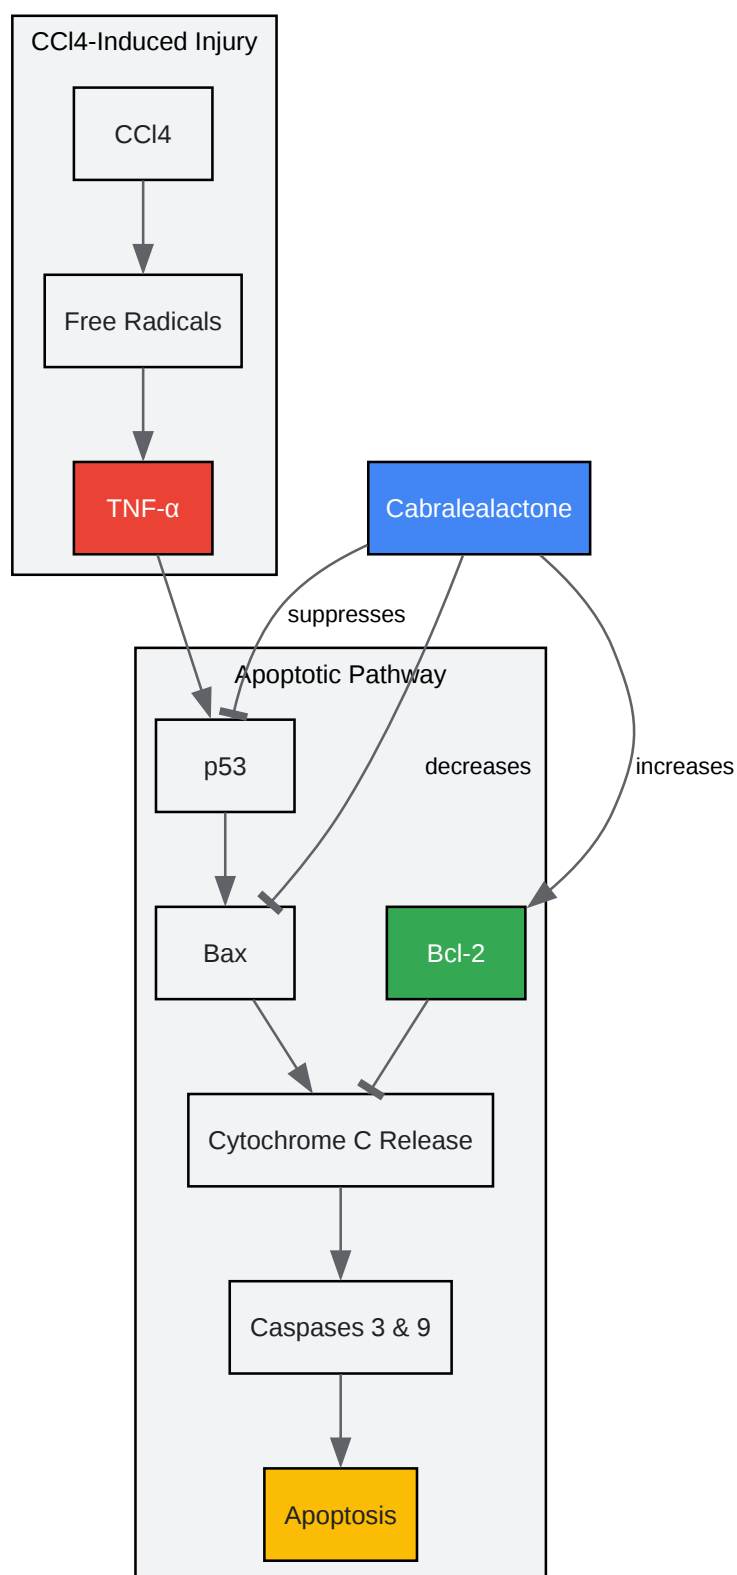 CCl4-Induced Injury
CCl4
Free Radicals
TNF-α
Cabralealactone
suppresses
Apoptotic Pathway
p53
decreases
increases
Bax
Bcl-2
Cytochrome C Release
Caspases 3 & 9
Apoptosis